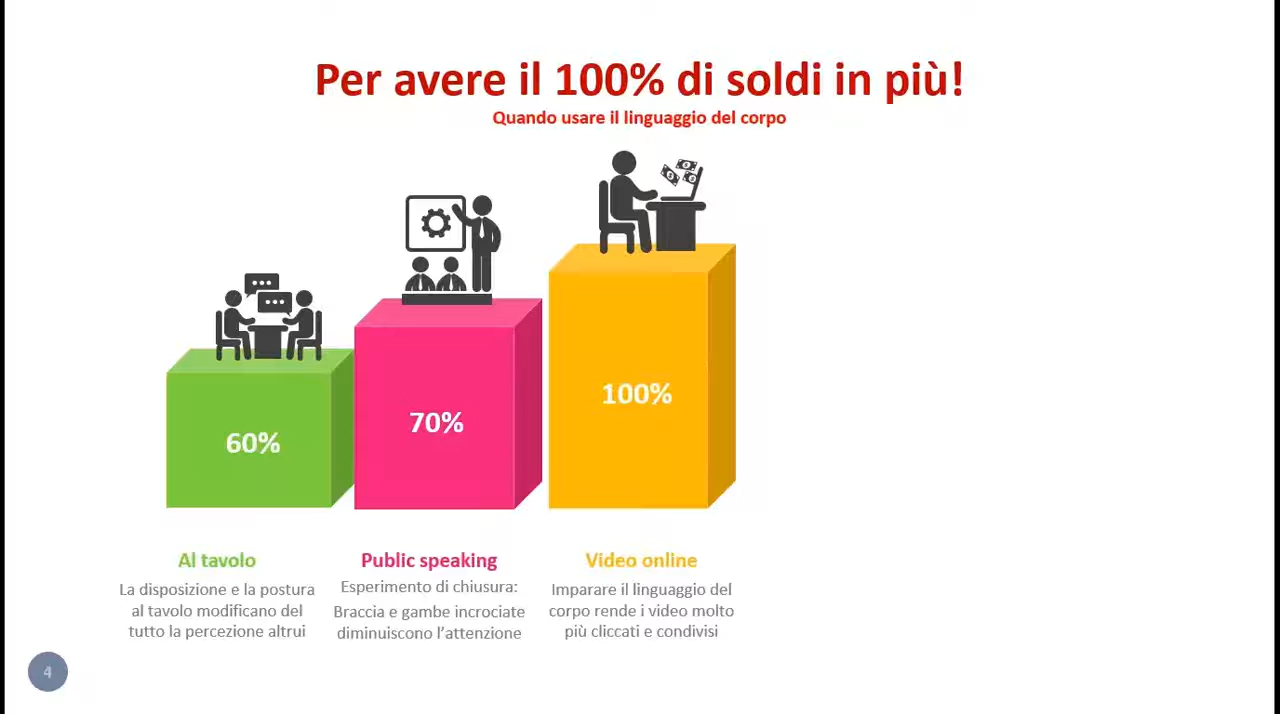 Per avere il 100% di soldi in più!
Quando usare il linguaggio del corpo
60%
70%
100%
Al tavolo
La disposizione e la postura
al tavolo modificano del
tutto la percezione altrui
Public speaking
Esperimento di chiusura:
Braccia e gambe incrociate
diminuiscono l'attenzione
Video online
Imparare il linguaggio del
corpo rende i video molto
più cliccati e condivisi
4